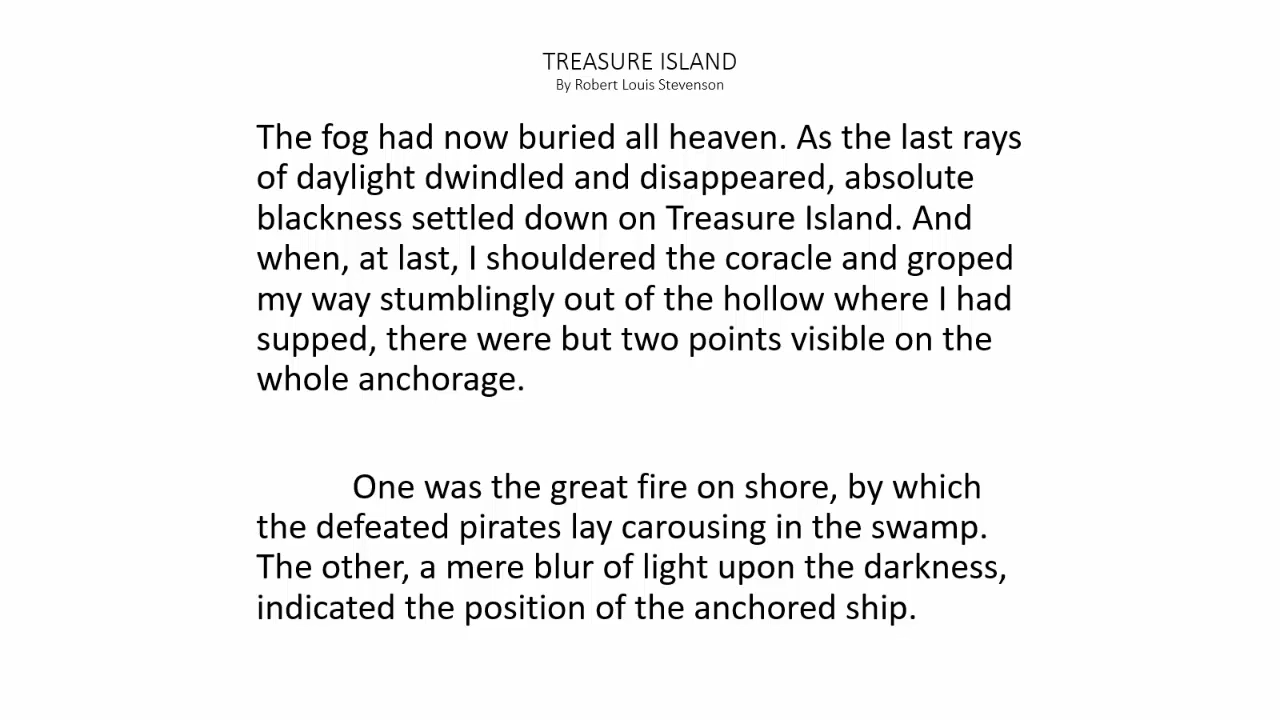 TREASURE ISLAND
By Robert Louis Stevenson
The fog had now buried all heaven. As the last rays
of daylight dwindled and disappeared, absolute
blackness settled down on Treasure Island. And
when, at last, I shouldered the coracle and groped
my way stumblingly out of the hollow where I had
supped, there were but two points visible on the
whole anchorage.
One was the great fire on shore, by which
the defeated pirates lay carousing in the swamp.
The other, a mere blur of light upon the darkness,
indicated the position of the anchored ship.